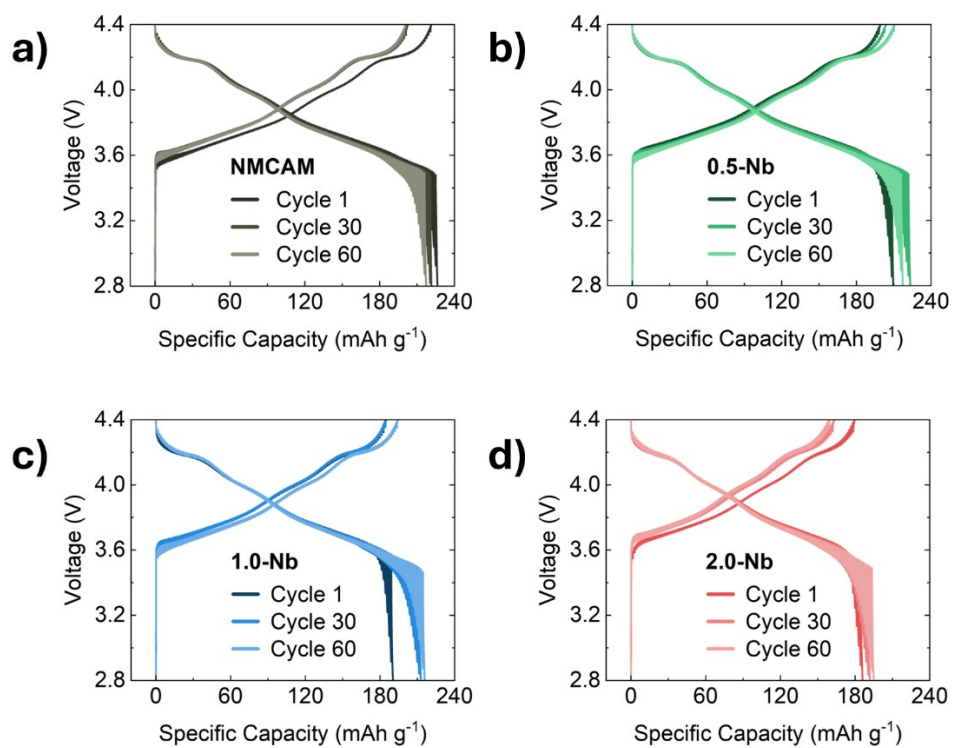 a)
4.4
4.0
3.6
3.2
2.8
Voltage (V)
NMCAM
Cycle 1
Cycle 30
Cycle 60
0 60 120 180 240
Specific Capacity (mAh g⁻¹)
b)
4.4
4.0
3.6
3.2
2.8
Voltage (V)
0.5-Nb
Cycle 1
Cycle 30
Cycle 60
0 60 120 180 240
Specific Capacity (mAh g⁻¹)
c)
4.4
4.0
3.6
3.2
2.8
Voltage (V)
1.0-Nb
Cycle 1
Cycle 30
Cycle 60
0 60 120 180 240
Specific Capacity (mAh g⁻¹)
d)
4.4
4.0
3.6
3.2
2.8
Voltage (V)
2.0-Nb
Cycle 1
Cycle 30
Cycle 60
0 60 120 180 240
Specific Capacity (mAh g⁻¹)